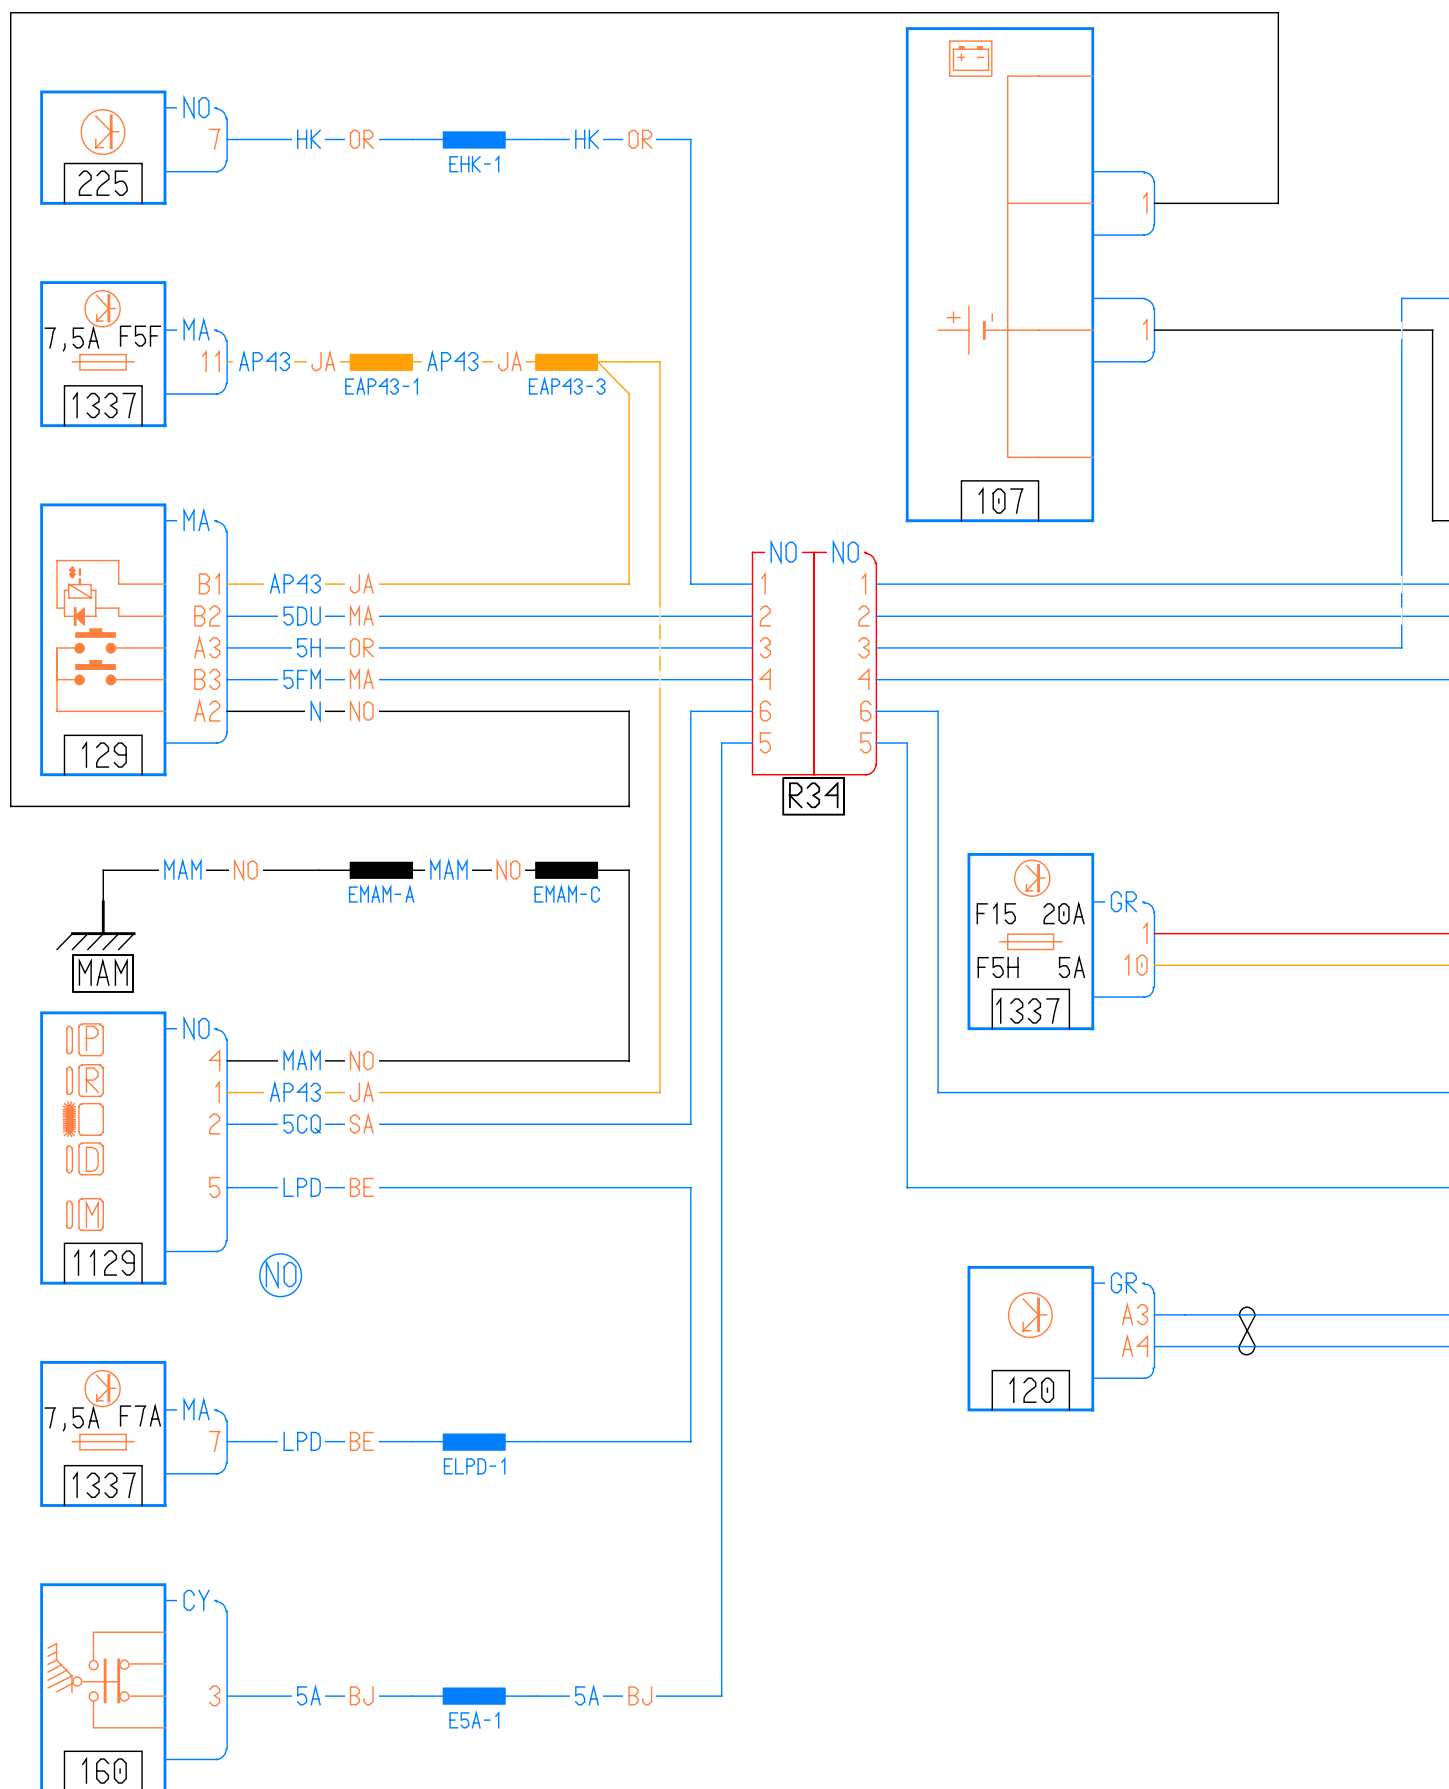 NO
7 HK OR HK OR
EHK-1
225
+ -
1
7,5A F5F
MA
11 AP43 JA AP43 JA
EAP43-1 EAP43-3
1337
+ -
1
107
MA
B1 AP43 JA
B2 5DU MA
A3 5H OR
B3 5FM MA
A2 N NO
129
NO NO
1 1
2 2
3 3
4 4
6 6
5 5
R34
MAM NO MAM NO
EMAM-A EMAM-C
MAM
F15 20A
F5H 5A
GR
1
10
1337
P
R
D
M
NO
4 MAM NO
1 AP43 JA
2 5CQ SA
5 LPD BE
1129
NO
GR
A3
A4
120
7,5A F7A
MA
7 LPD BE
ELPD-1
1337
CY
3 5A BJ 5A BJ
E5A-1
160